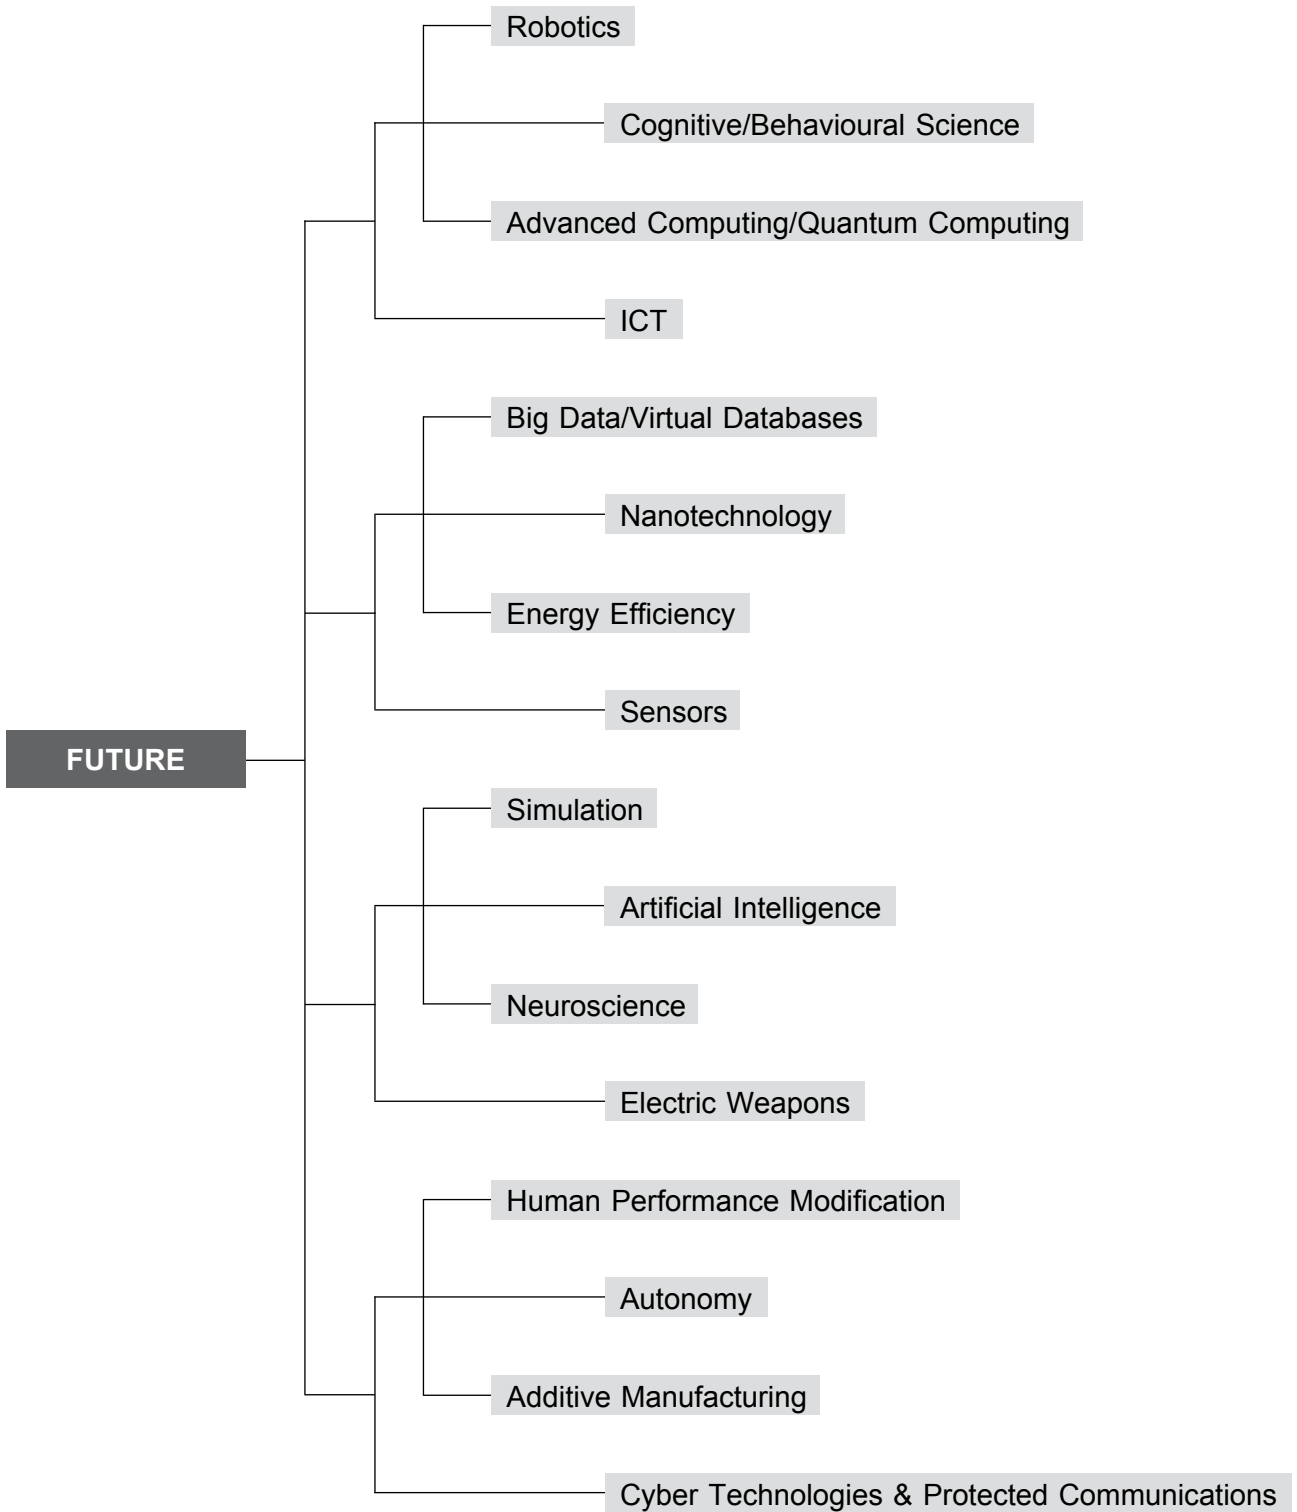 Robotics
Cognitive/Behavioural Science
Advanced Computing/Quantum Computing
ICT
Big Data/Virtual Databases
Nanotechnology
Energy Efficiency
Sensors
FUTURE
Simulation
Artificial Intelligence
Neuroscience
Electric Weapons
Human Performance Modification
Autonomy
Additive Manufacturing
Cyber Technologies & Protected Communications